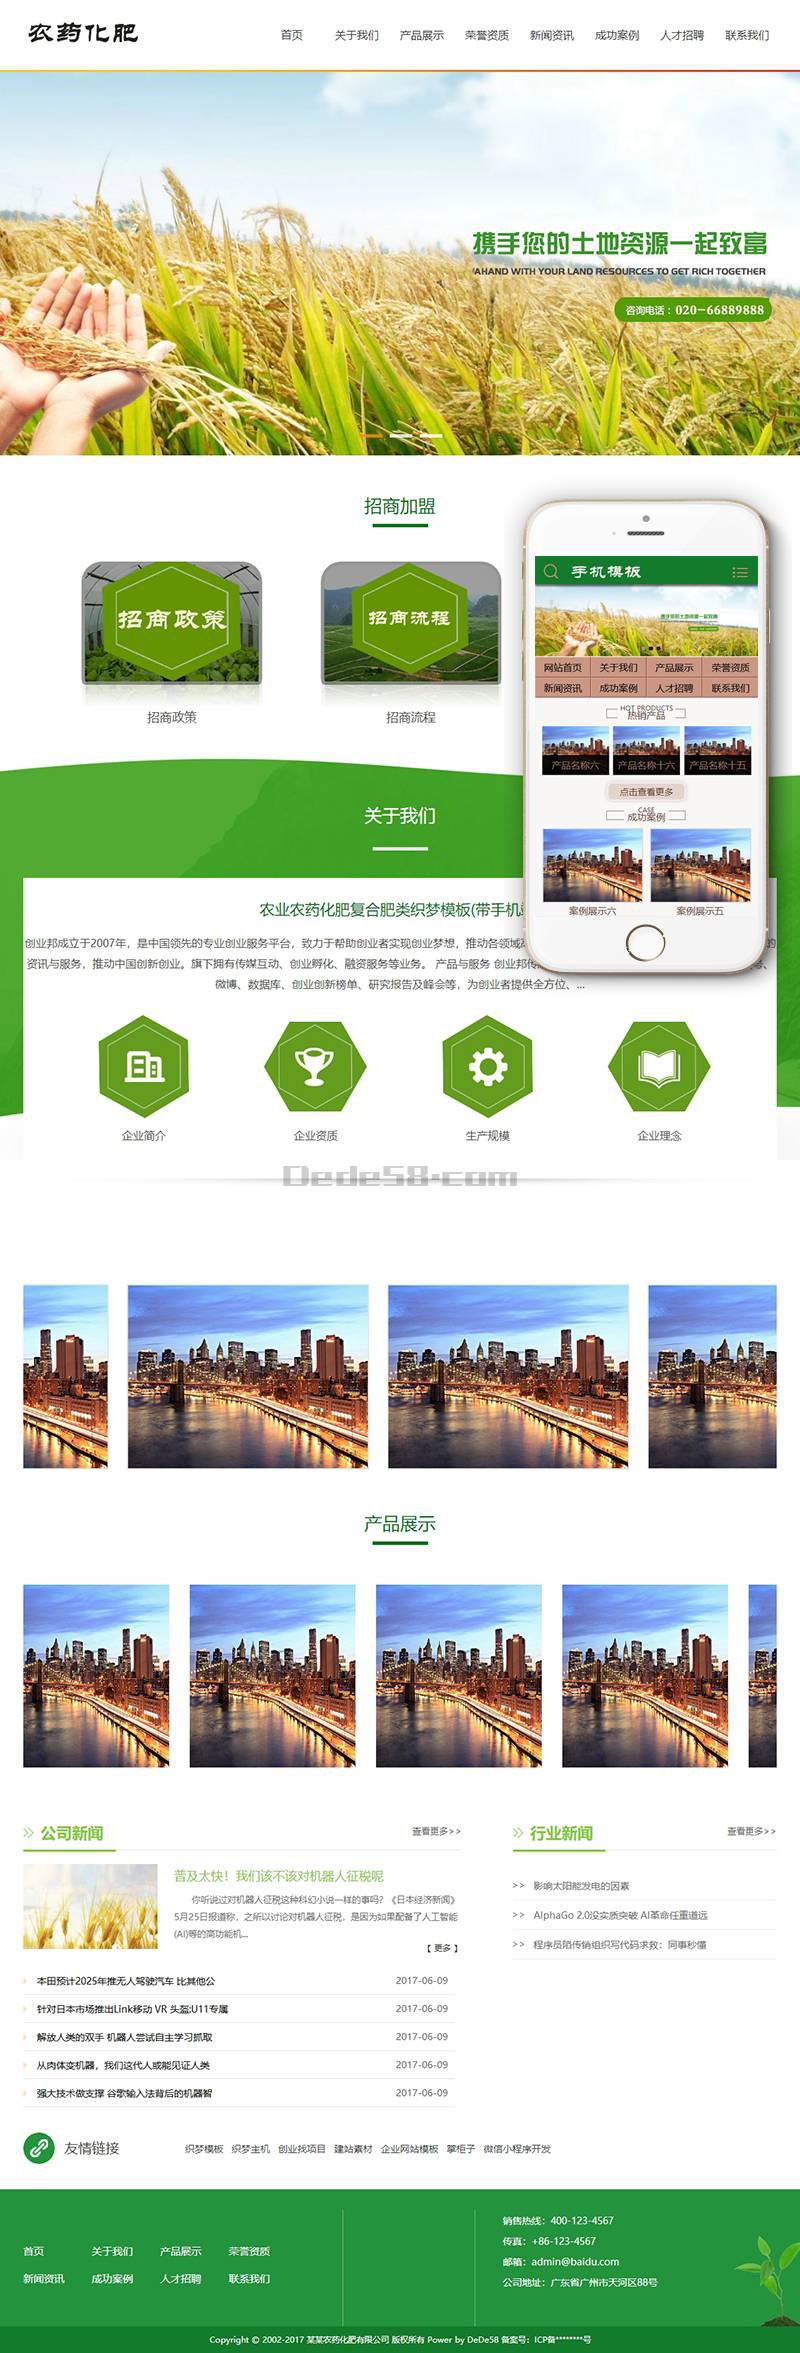 农药化肥
首页 关于我们 产品展示 荣誉资质 新闻资讯 成功案例 人才招聘 联系我们
携手您的土地资源一起致富
AHAND WITH YOUR LAND RESOURCES TO GET RICH TOGETHER
咨询电话：020-66889888
招商加盟
招商政策
招商流程
招商政策
招商流程
手机模板
网站首页 关于我们 产品展示 荣誉资质
新闻资讯 成功案例 人才招聘 联系我们
HOT PRODUCTS
热销产品
产品名称六 产品名称十六 产品名称十五
点击查看更多
CASE
成功案例
案例展示六 案例展示五
关于我们
农业农药化肥复合肥类织梦模板(带手机
创业邦成立于2007年，是中国领先的专业创业服务平台，致力于帮助创业者实现创业梦想，推动各领域 的
资讯与服务，推动中国创新创业。旗下拥有传媒互动、创业孵化、融资服务等业务。 产品与服务 创业邦传 、
微博、数据库、创业创新榜单、研究报告及峰会等，为创业者提供全方位、...
企业简介 企业资质 生产规模 企业理念
Dede58.com
产品展示
公司新闻
查看更多>>
普及太快！我们该不该对机器人征税呢
你听说过对机器人征税这种科幻小说一样的事吗？《日本经济新闻》
5月25日报道称，之所以讨论对机器人征税，是因为如果配备了人工智能
(AI)等的高功能机...
【 更多 】
本田预计2025年推无人驾驶汽车 比其他公 2017-06-09
针对日本市场推出Link移动 VR 头盔:U11专属 2017-06-09
解放人类的双手 机器人尝试自主学习抓取 2017-06-09
从肉体变机器，我们这代人或能见证人类 2017-06-09
强大技术做支撑 谷歌输入法背后的机器智 2017-06-09
行业新闻
查看更多>>
>> 影响太阳能发电的因素
>> AlphaGo 2.0没实质突破 AI革命任重道远
>> 程序员陷传销组织写代码求救：同事秒懂
友情链接
织梦模板 织梦主机 创业找项目 建站素材 企业网站模板 掌柜子 微信小程序开发
首页 关于我们 产品展示 荣誉资质
新闻资讯 成功案例 人才招聘 联系我们
销售热线：400-123-4567
传真：+86-123-4567
邮箱：admin@baidu.com
公司地址：广东省广州市天河区88号
Copyright © 2002-2017 某某农药化肥有限公司 版权所有 Power by DeDe58 备案号：ICP备********号